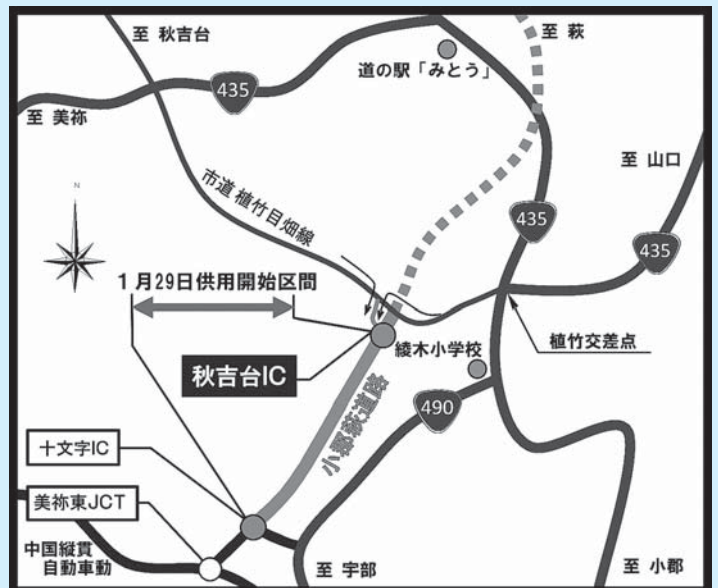 N
至 秋吉台
至 萩
道の駅「みとう」
435
至 美祢
至 山口
市道 植竹目畑線
435
435
1月29日供用開始区間
秋吉台IC
綾木小学校
植竹交差点
490
小郡萩道路
十文字IC
美祢東JCT
中国縦貫
自動車動
至 宇部
至 小郡